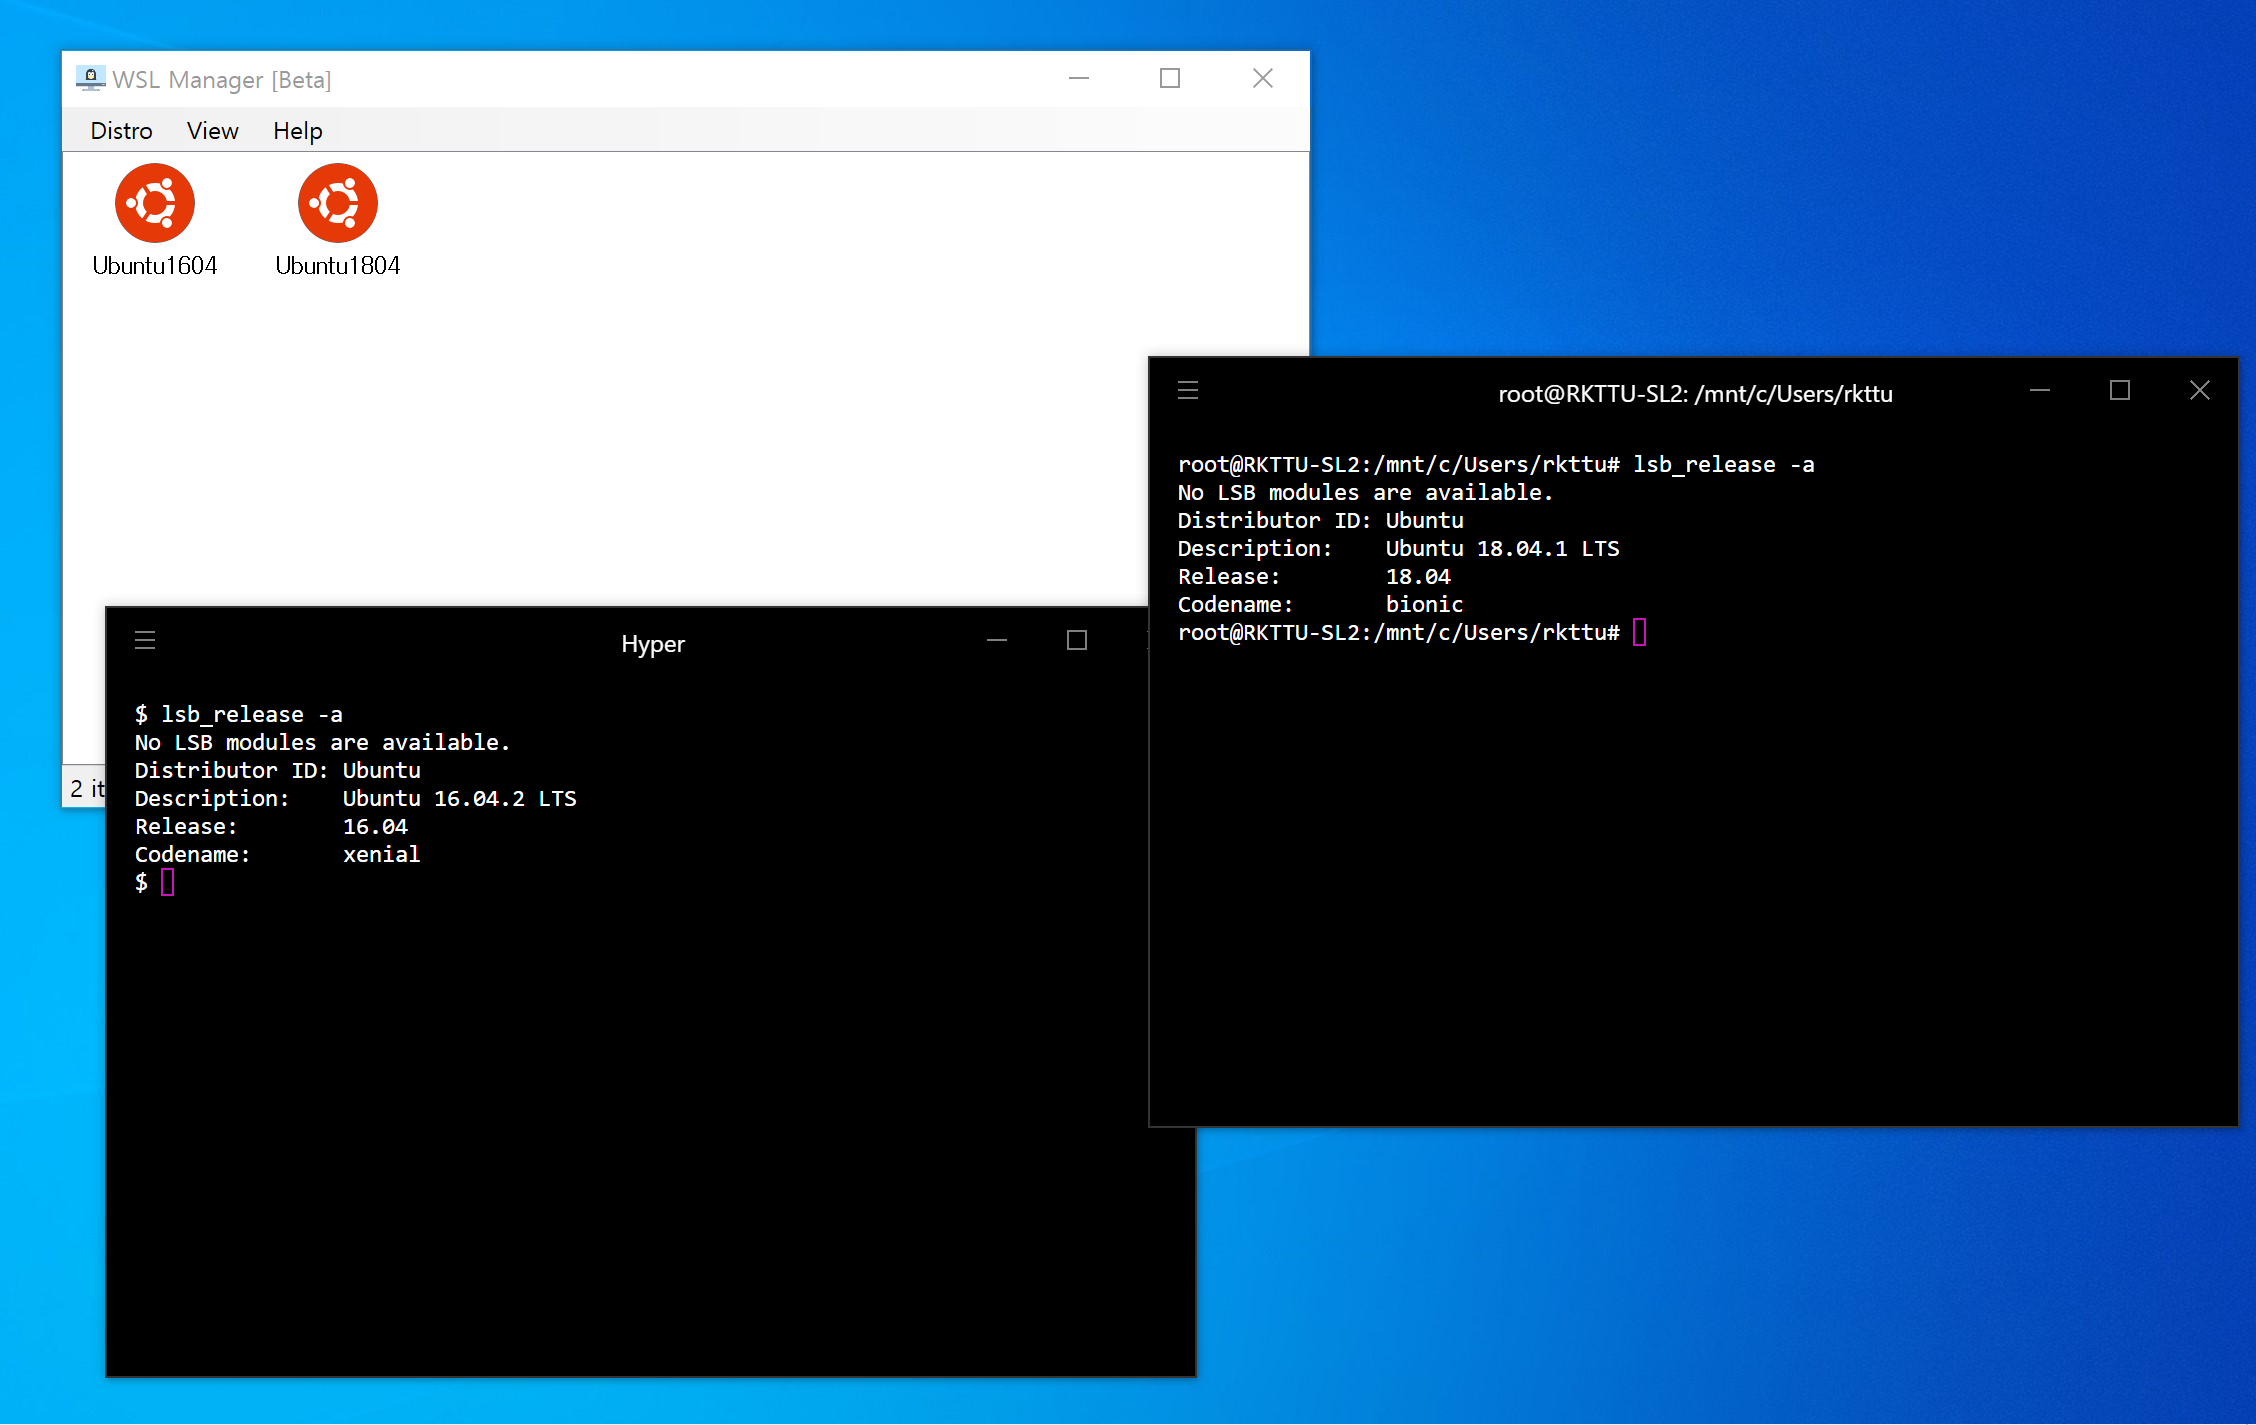 WSL Manager [Beta]
Distro View Help
Ubuntu1604 Ubuntu1804
2
Hyper
$ lsb_release -a
No LSB modules are available.
Distributor ID: Ubuntu
Description: Ubuntu 16.04.2 LTS
Release: 16.04
Codename: xenial
$
root@RKTTU-SL2: /mnt/c/Users/rkttu
root@RKTTU-SL2:/mnt/c/Users/rkttu# lsb_release -a
No LSB modules are available.
Distributor ID: Ubuntu
Description: Ubuntu 18.04.1 LTS
Release: 18.04
Codename: bionic
root@RKTTU-SL2:/mnt/c/Users/rkttu#